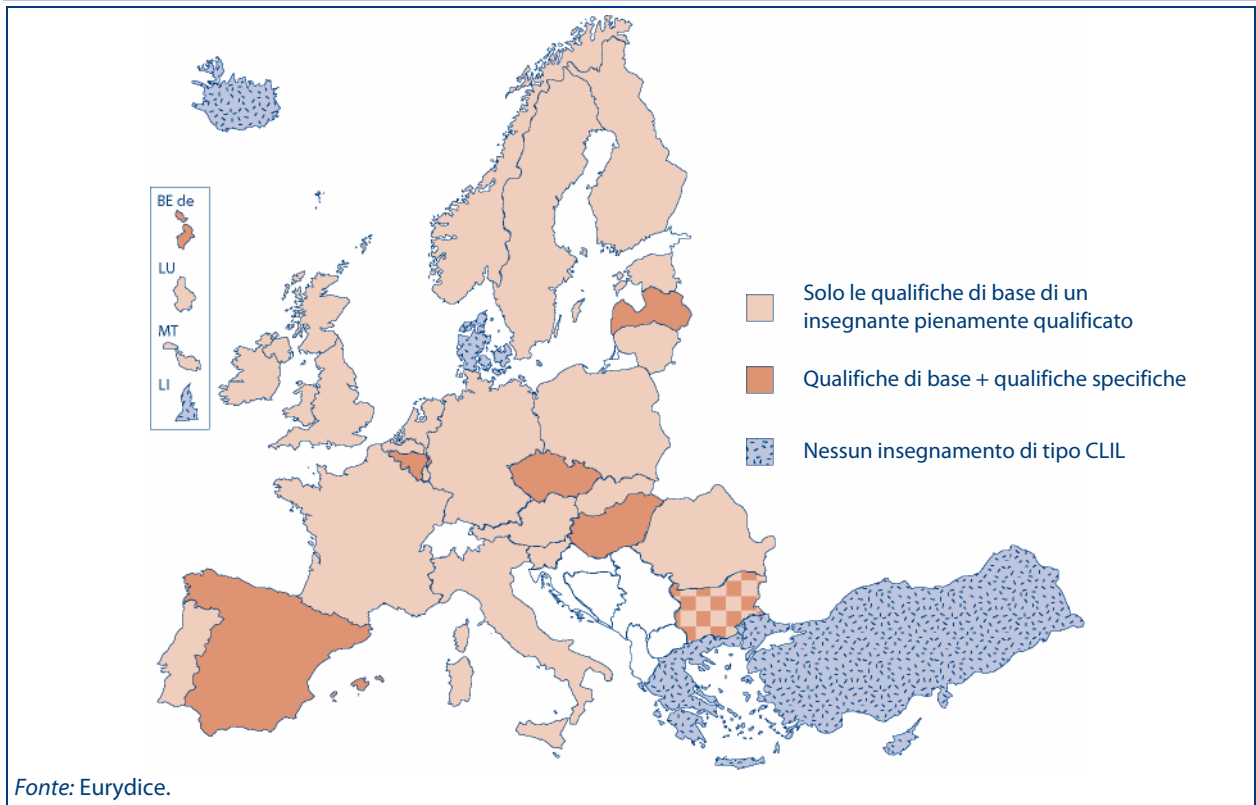 BE de
LU
MT
LI
Solo le qualifiche di base di un
insegnante pienamente qualificato
Qualifiche di base + qualifiche specifiche
Nessun insegnamento di tipo CLIL
Fonte: Eurydice.